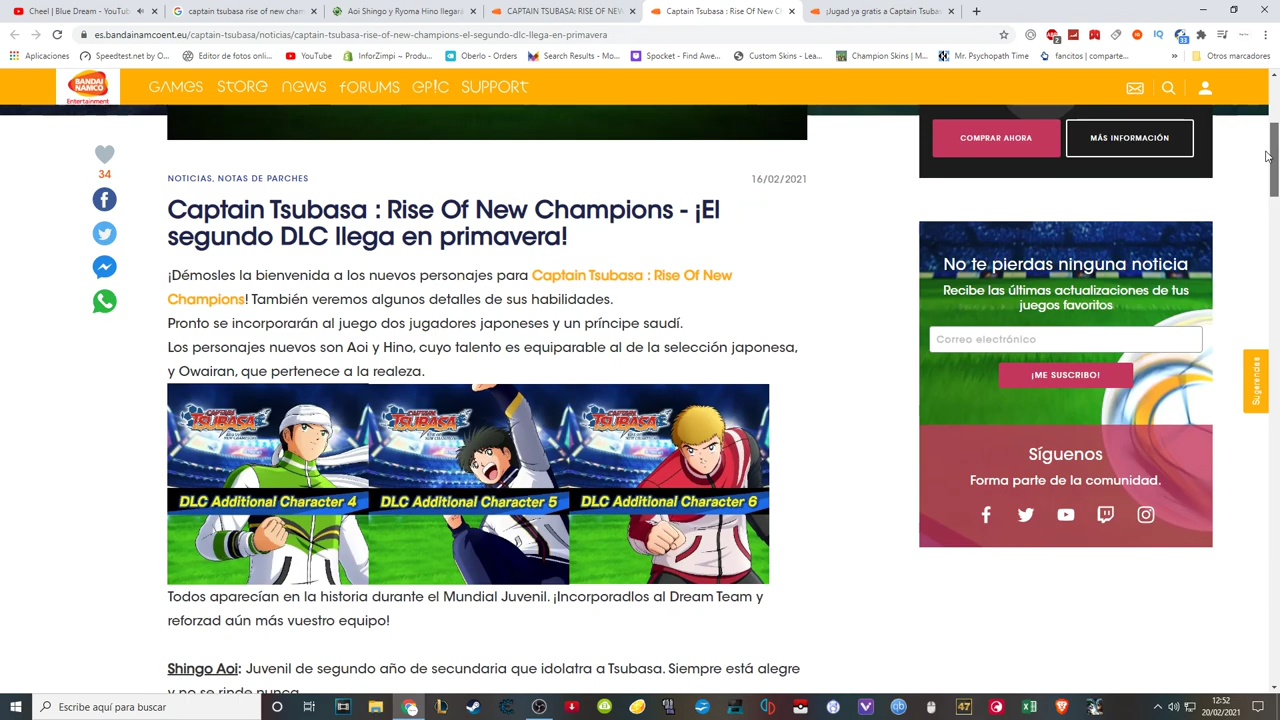 Cheel | Blue Dream - YouTub
captain tsubasa rise of new cham
Aoi Shingo y Ryoma Hino llegará
CAPTAIN TSUBASA: RISE OF NEW
Captain Tsubasa : Rise Of New C
¡Jugad ya gratis a Captain Tsubas
es.bandainamcoent.eu/captain-tsubasa/noticias/captain-tsubasa-rise-of-new-champions-el-segundo-dlc-llega-en-primavera
Aplicaciones
Speedtest.net by O...
Editor de fotos onli...
YouTube
InforZimpi ~ Produ...
Oberlo - Orders
Search Results - Mo...
Spocket - Find Awe...
Custom Skins - Lea...
Champion Skins | M...
Mr. Psychopath Time
fancitos | comparte...
Otros marcadores
BANDAI NAMCO Entertainment
GAMES STORE NEWS FORUMS EPIC SUPPORT
COMPRAR AHORA
MÁS INFORMACIÓN
34
NOTICIAS, NOTAS DE PARCHES
16/02/2021
Captain Tsubasa : Rise Of New Champions - ¡El
segundo DLC llega en primavera!
¡Démosles la bienvenida a los nuevos personajes para Captain Tsubasa : Rise Of New
Champions! También veremos algunos detalles de sus habilidades.
Pronto se incorporarán al juego dos jugadores japoneses y un príncipe saudí.
Los personajes nuevos son Aoi y Hino, cuyo talento es equiparable al de la selección japonesa,
y Owairan, que pertenece a la realeza.
CAPTAIN TSUBASA
CAPTAIN TSUBASA
CAPTAIN TSUBASA
DLC Additional Character 4
DLC Additional Character 5
DLC Additional Character 6
Todos aparecían en la historia durante el Mundial Juvenil. ¡Incorporadlos al Dream Team y
reforzad aún más vuestro equipo!
Shingo Aoi: Juvenil de segundo año de secundaria que idolatra a Tsubasa. Siempre está alegre
y no se rinde nunca.
No te pierdas ninguna noticia
Recibe las últimas actualizaciones de tus
juegos favoritos
Correo electrónico
¡ME SUSCRIBO!
Síguenos
Forma parte de la comunidad.
Sugerencias
Escribe aquí para buscar
12:52
20/02/2021